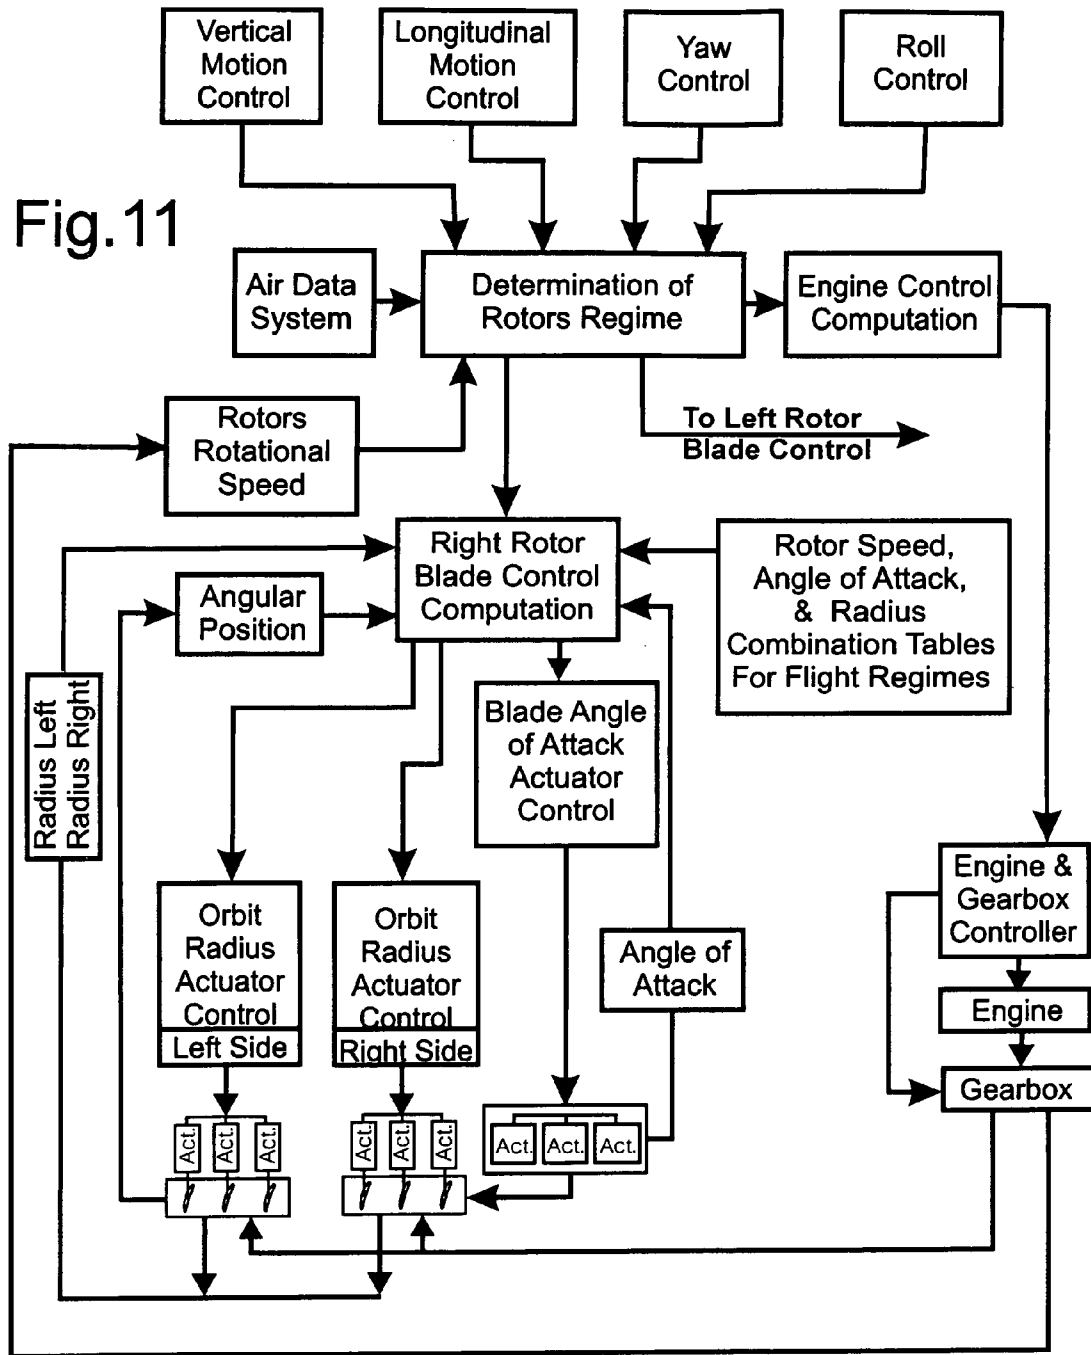 Vertical
Motion
Control
Longitudinal
Motion
Control
Yaw
Control
Roll
Control
Fig.11
Air Data
System
Determination of
Rotors Regime
Engine Control
Computation
Rotors
Rotational
Speed
To Left Rotor
Blade Control
Right Rotor
Blade Control
Computation
Rotor Speed,
Angle of Attack,
& Radius
Combination Tables
For Flight Regimes
Angular
Position
Radius Left
Radius Right
Blade Angle
of Attack
Actuator
Control
Orbit
Radius
Actuator
Control
Left Side
Orbit
Radius
Actuator
Control
Right Side
Angle of
Attack
Engine &
Gearbox
Controller
Engine
Gearbox
Act.
Act.
Act.
Act.
Act.
Act.
Act.
Act.
Act.